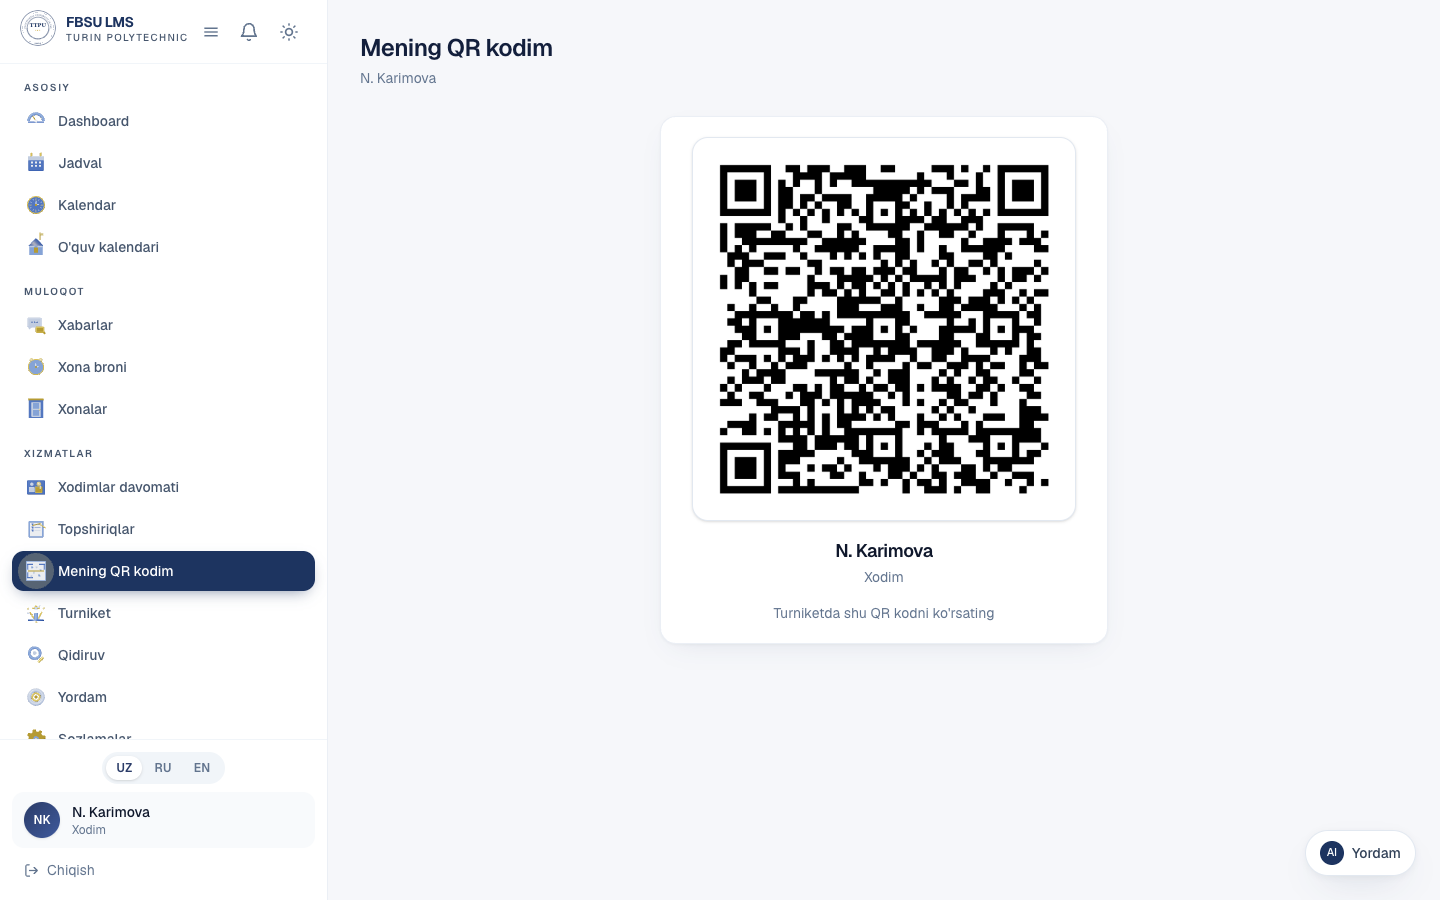 TTPU
FBSU LMS
TURIN POLYTECHNIC
ASOSIY
Dashboard
Jadval
Kalendar
O'quv kalendari
MULOQOT
Xabarlar
Xona broni
Xonalar
XIZMATLAR
Xodimlar davomati
Topshiriqlar
Mening QR kodim
Turniket
Qidiruv
Yordam
Sozlamalar
UZ RU EN
NK
N. Karimova
Xodim
Chiqish
Mening QR kodim
N. Karimova
N. Karimova
Xodim
Turniketda shu QR kodni ko'rsating
AI Yordam